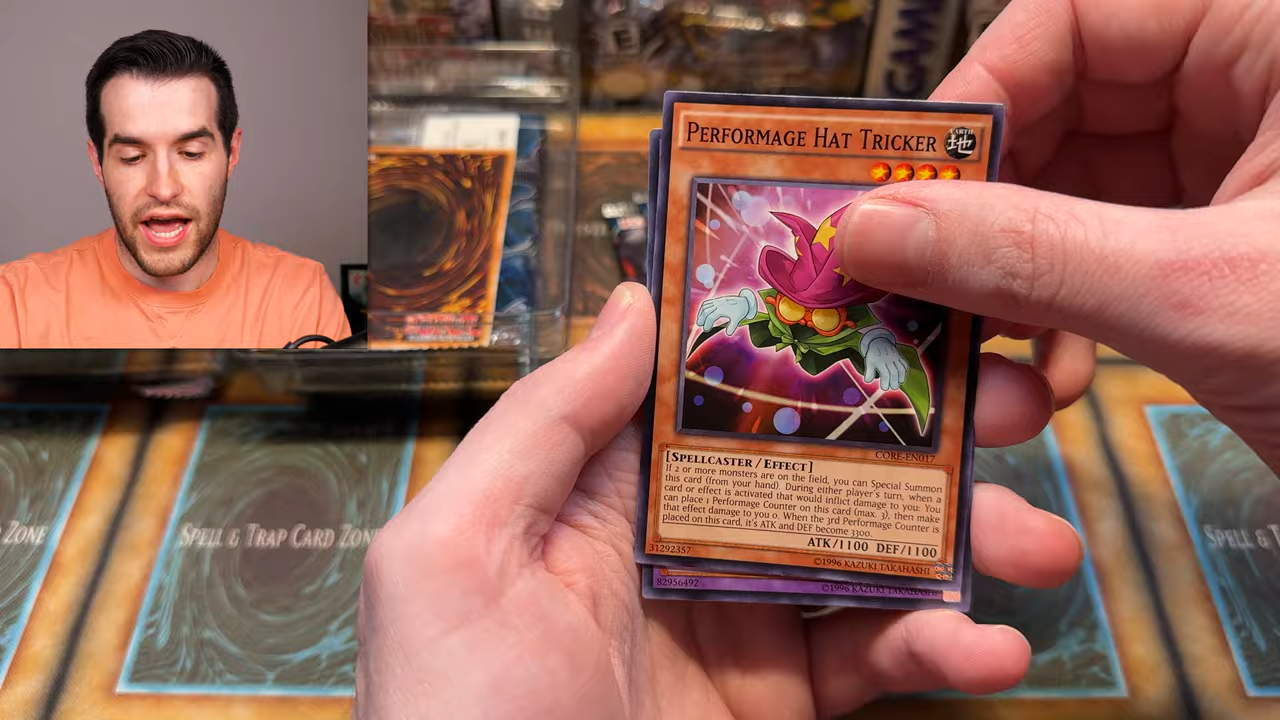 GAME
PERFORMAGE HAT TRICKER
EARTH
地
CORE-EN017
[SPELLCASTER / EFFECT]
If 2 or more monsters are on the field, you can Special Summon
this card (from your hand). During either player's turn, when a
card or effect is activated that would inflict damage to you: You
can place 1 Performage Counter on this card (max. 3), then make
that effect damage to you 0. When the 3rd Performage Counter is
placed on this card, it's ATK and DEF become 3300.
ATK/1100 DEF/1100
31292357
©1996 KAZUKI TAKAHASHI
82956492
©1996 KAZUKI TAKAHASHI
ZONE
SPELL & TRAP CARD ZONE
SPELL & T